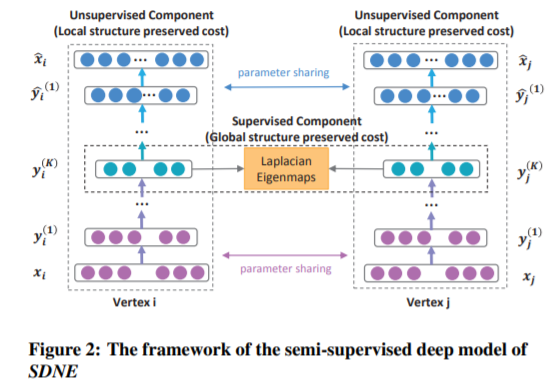 Unsupervised Component
(Local structure preserved cost)
Unsupervised Component
(Local structure preserved cost)
x̂ᵢ
x̂ⱼ
ŷᵢ⁽¹⁾
parameter sharing
ŷⱼ⁽¹⁾
...
Supervised Component
(Global structure preserved cost)
...
yᵢ⁽ᴷ⁾
Laplacian
Eigenmaps
yⱼ⁽ᴷ⁾
...
...
yᵢ⁽¹⁾
yⱼ⁽¹⁾
xᵢ
parameter sharing
xⱼ
Vertex i
Vertex j
Figure 2: The framework of the semi-supervised deep model of
SDNE